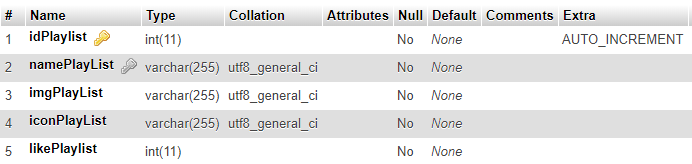 # Name Type Collation Attributes Null Default Comments Extra
1 idPlaylist int(11) No None AUTO_INCREMENT
2 namePlayList varchar(255) utf8_general_ci No None
3 imgPlayList varchar(255) utf8_general_ci No None
4 iconPlayList varchar(255) utf8_general_ci No None
5 likePlaylist int(11) No None